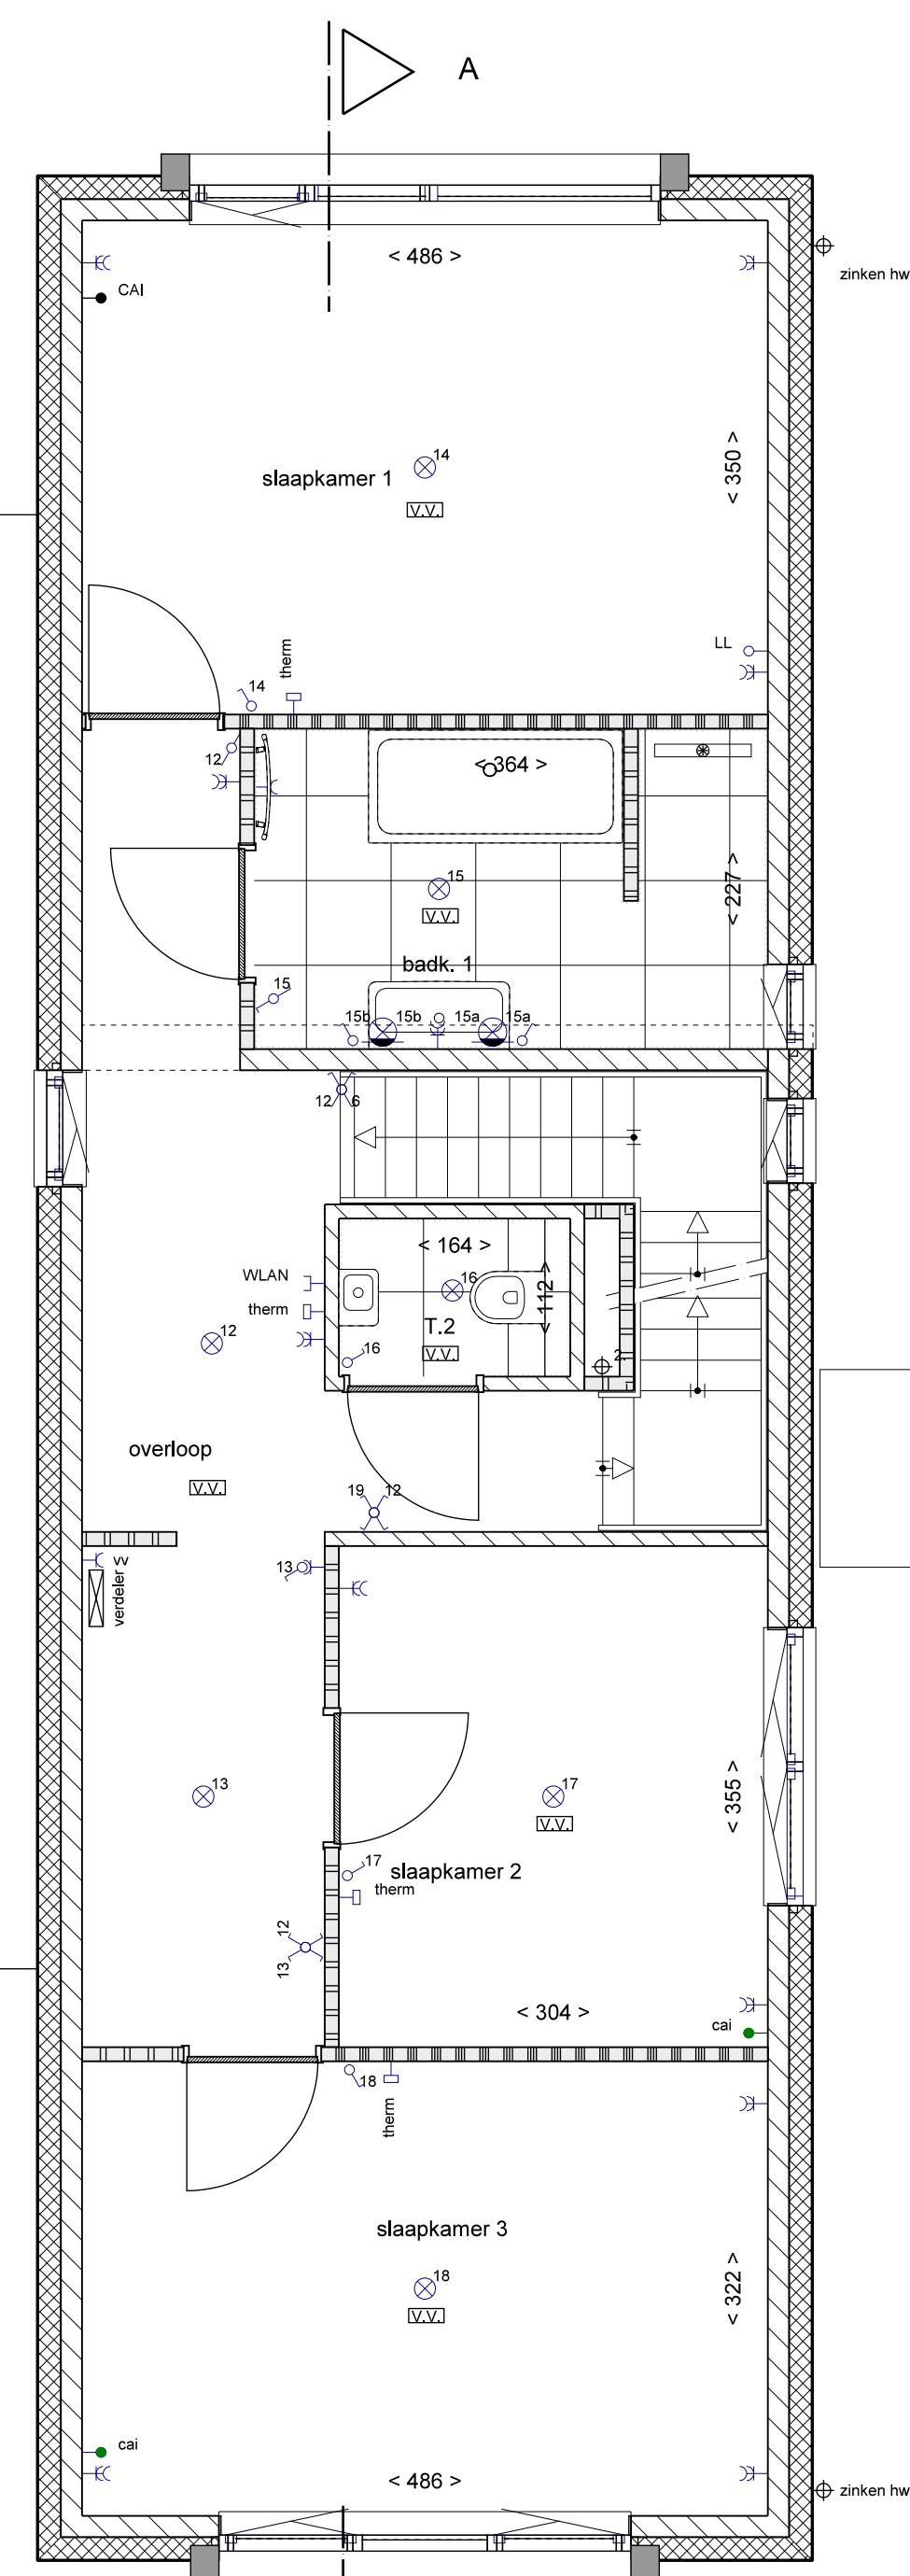 A
< 486 >
zinken hw
CAI
< 350 >
14
slaapkamer 1
V.V.
therm
LL
14
12
< 364 >
< 227 >
15
V.V.
badk. 1
15
15b
15b
15a
15a
12
6
< 164 >
WLAN
16
< 112 >
therm
T.2
12
16
V.V.
2.
overloop
V.V.
19
12
13
verdeler vv
13
17
V.V.
< 355 >
17
slaapkamer 2
therm
12
13
< 304 >
cai
18
therm
slaapkamer 3
18
V.V.
< 322 >
cai
< 486 >
zinken hw